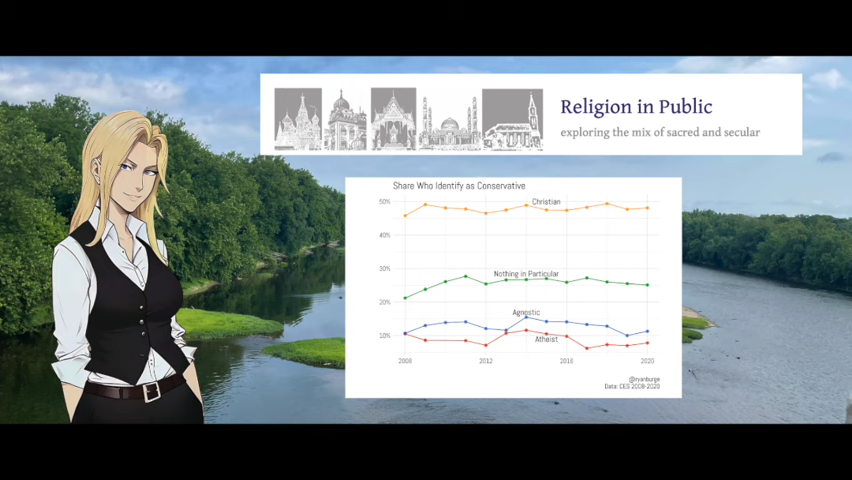 Religion in Public
exploring the mix of sacred and secular
Share Who Identify as Conservative
50%
40%
30%
20%
10%
Christian
Nothing in Particular
Agnostic
Atheist
2008 2012 2016 2020
@ryanburge
Data: CES 2008-2020